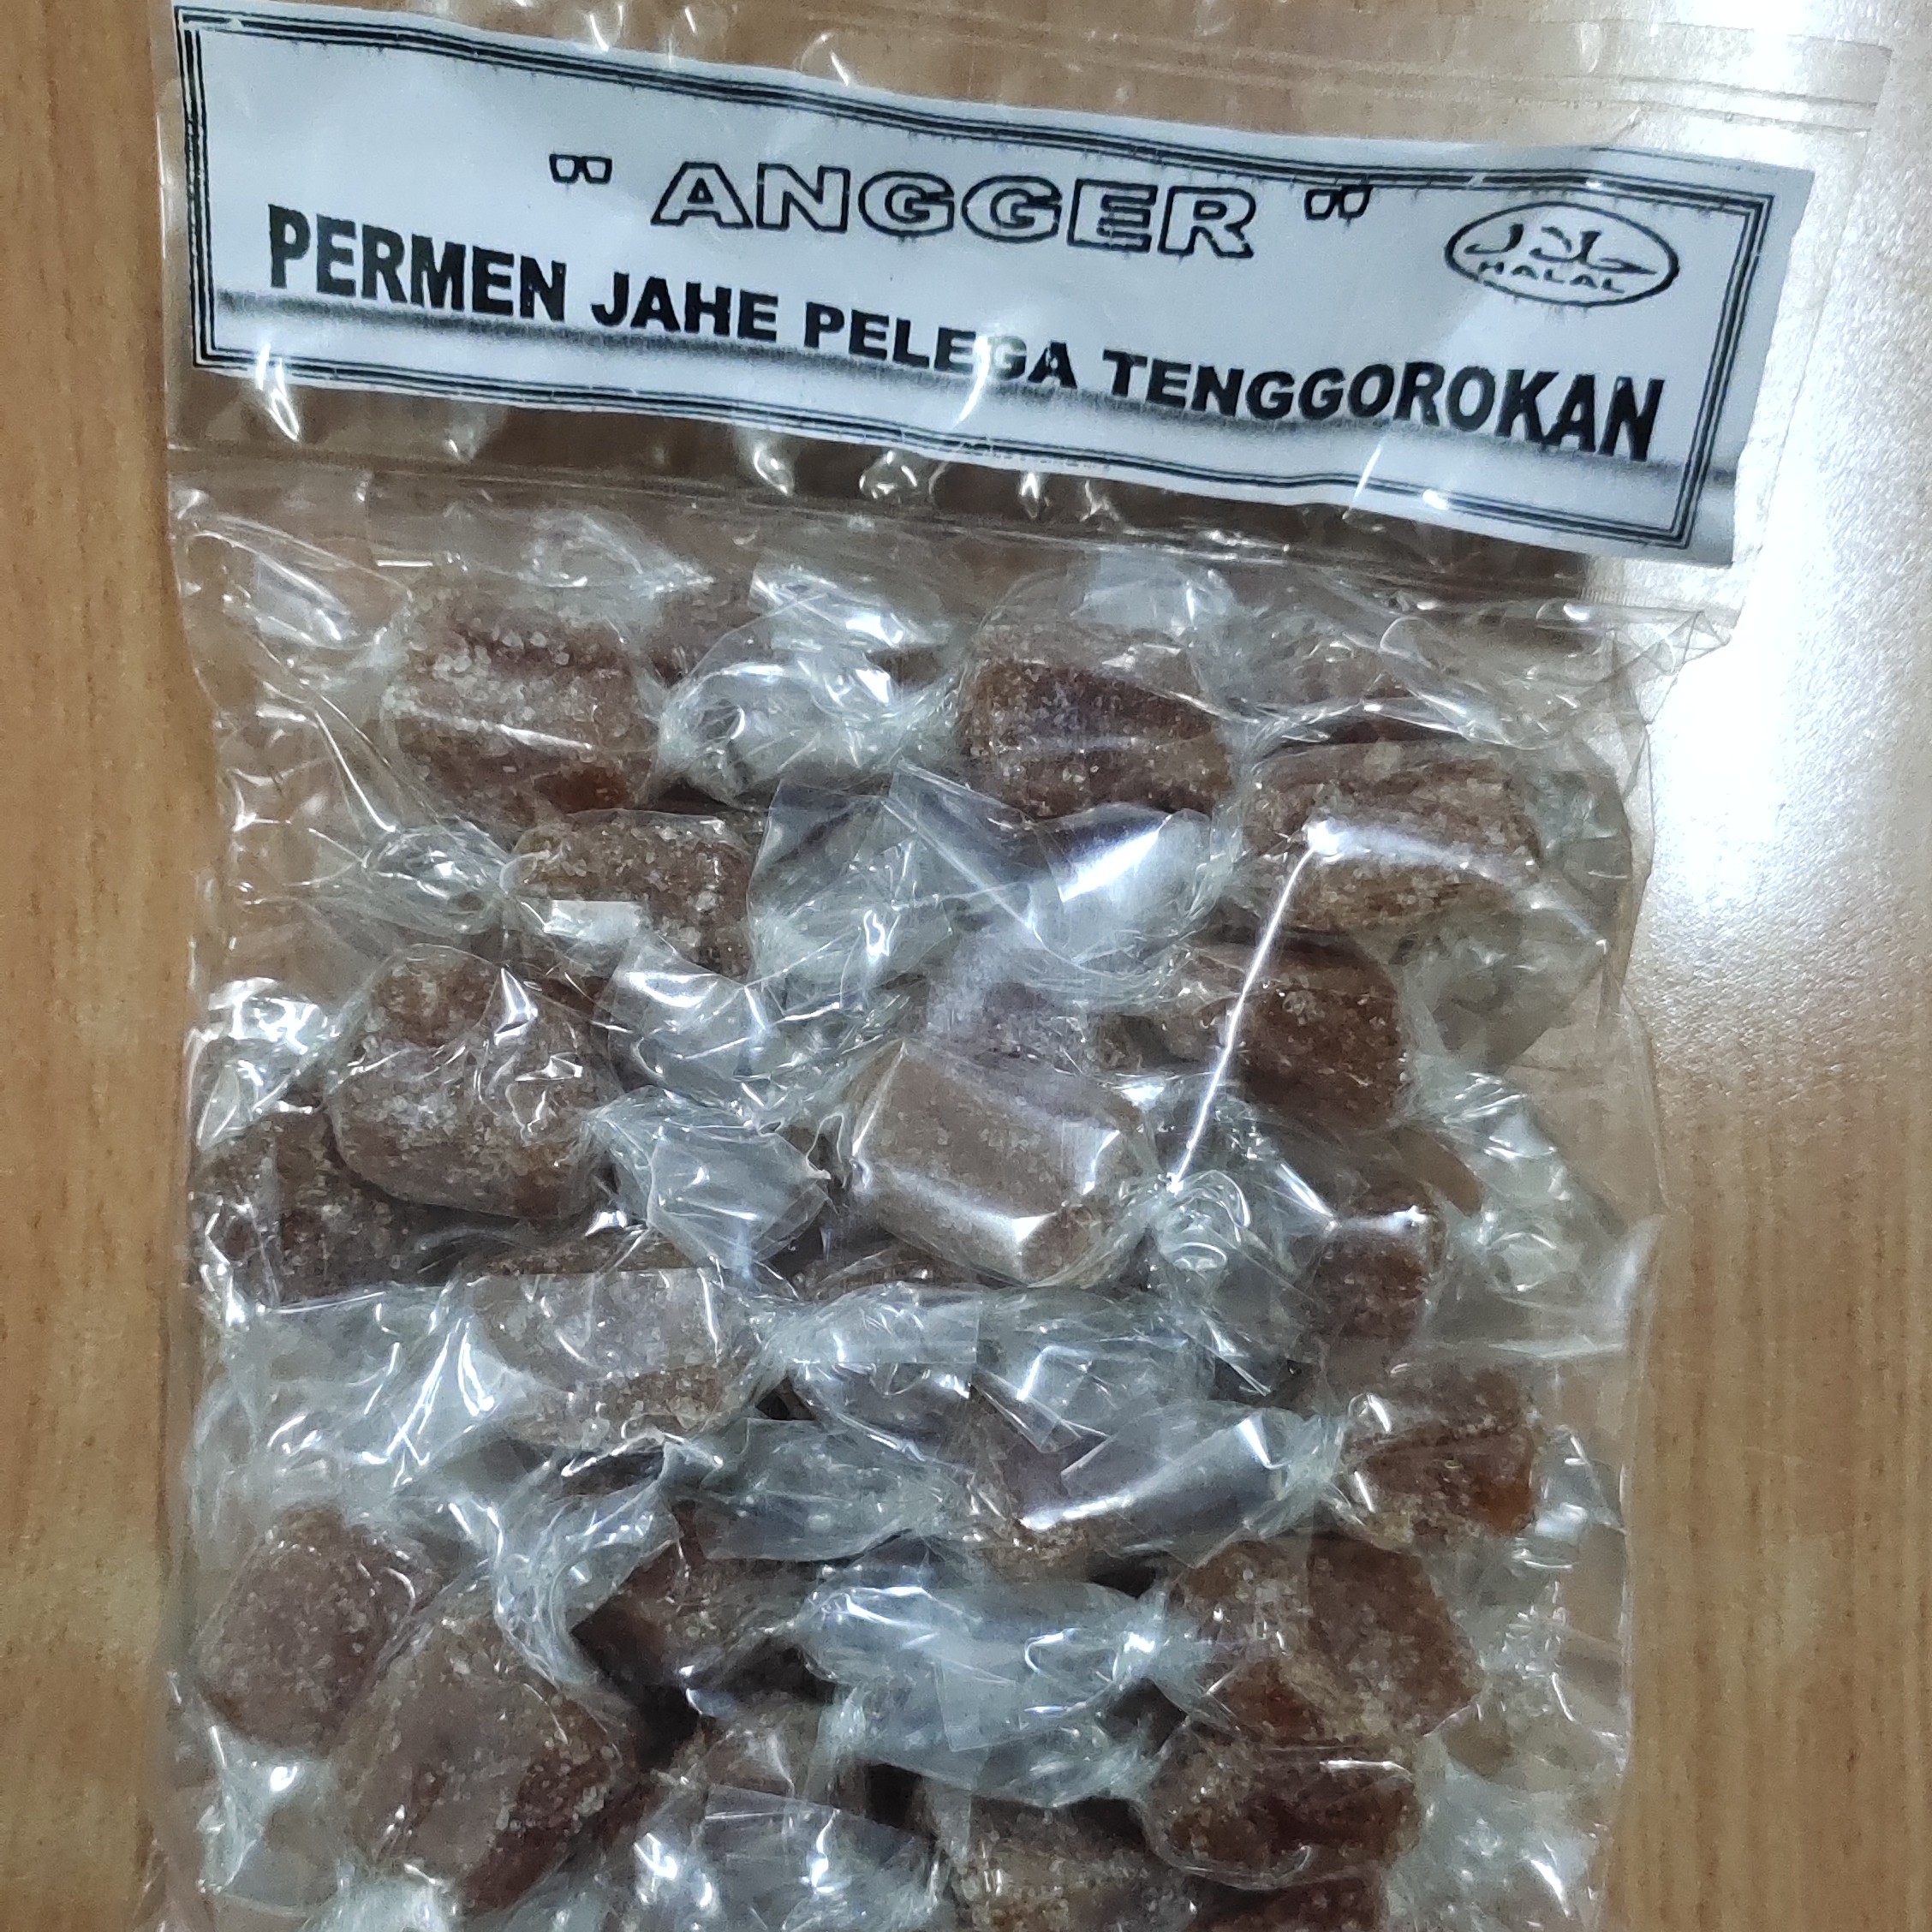 " ANGGER "
حلال
HALAL
PERMEN JAHE PELEGA TENGGOROKAN